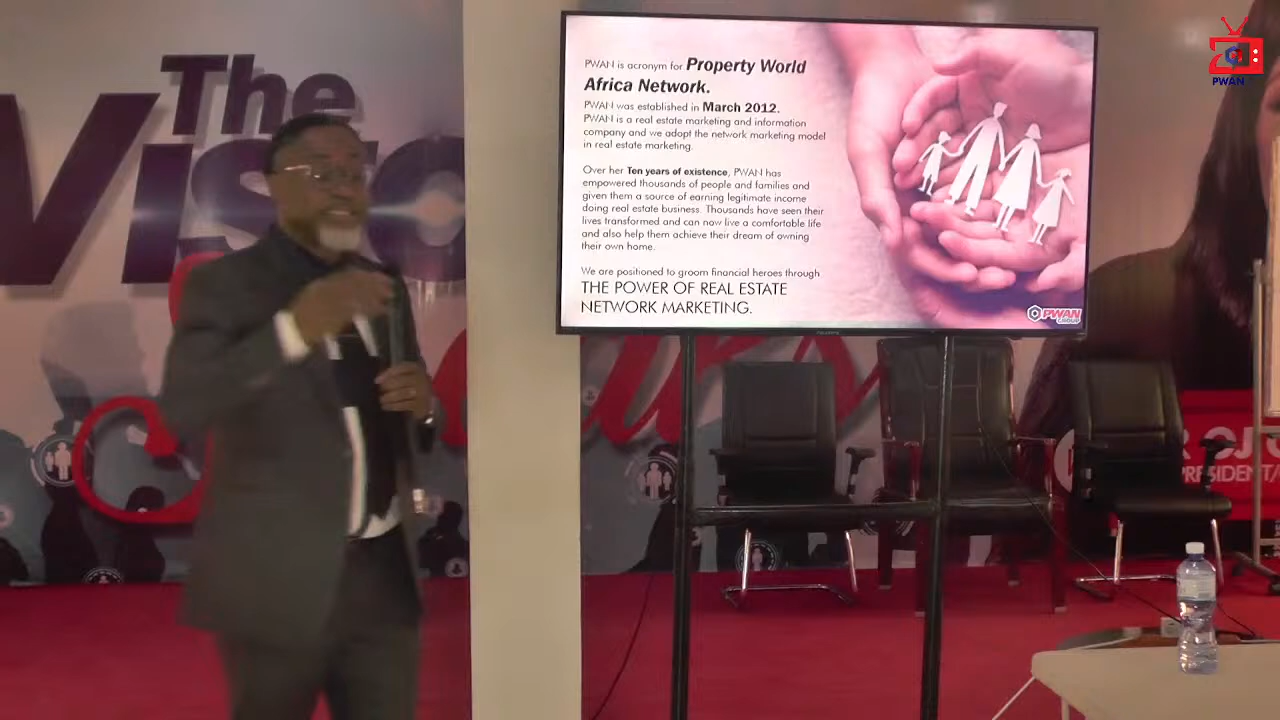 The
PWAN is acronym for Property World
Africa Network.
PWAN was established in March 2012.
PWAN is a real estate marketing and information
company and we adopt the network marketing model
in real estate marketing.
Over her Ten years of existence, PWAN has
empowered thousands of people and families and
given them a source of earning legitimate income
doing real estate business. Thousands have seen their
lives transformed and can now live a comfortable life
and also help them achieve their dream of owning
their own home.
We are positioned to groom financial heroes through
THE POWER OF REAL ESTATE
NETWORK MARKETING.
PWAN
GROUP
PWAN
PRESIDENT/